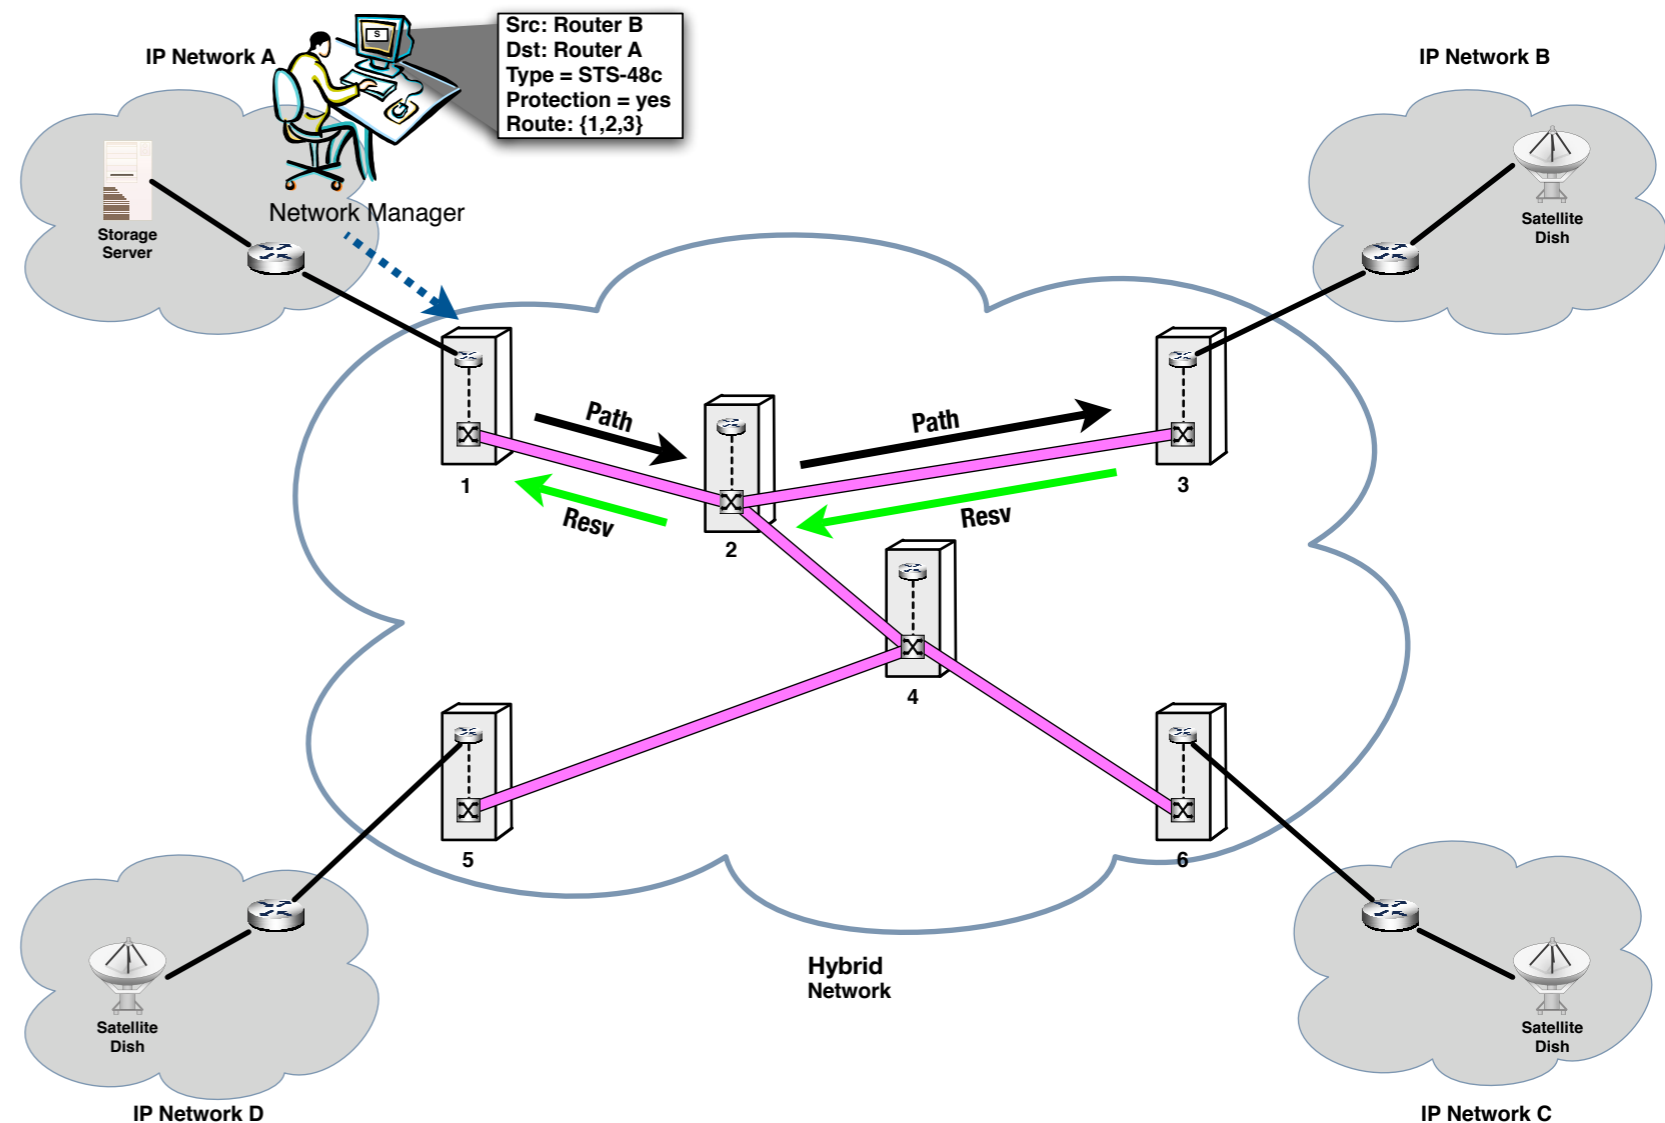 IP Network A
S
Src: Router B
Dst: Router A
Type = STS-48c
Protection = yes
Route: {1,2,3}
IP Network B
Storage
Server
Network Manager
Satellite
Dish
Path
Path
1
Resv
Resv
3
2
4
5
6
Hybrid
Network
Satellite
Dish
Satellite
Dish
IP Network D
IP Network C